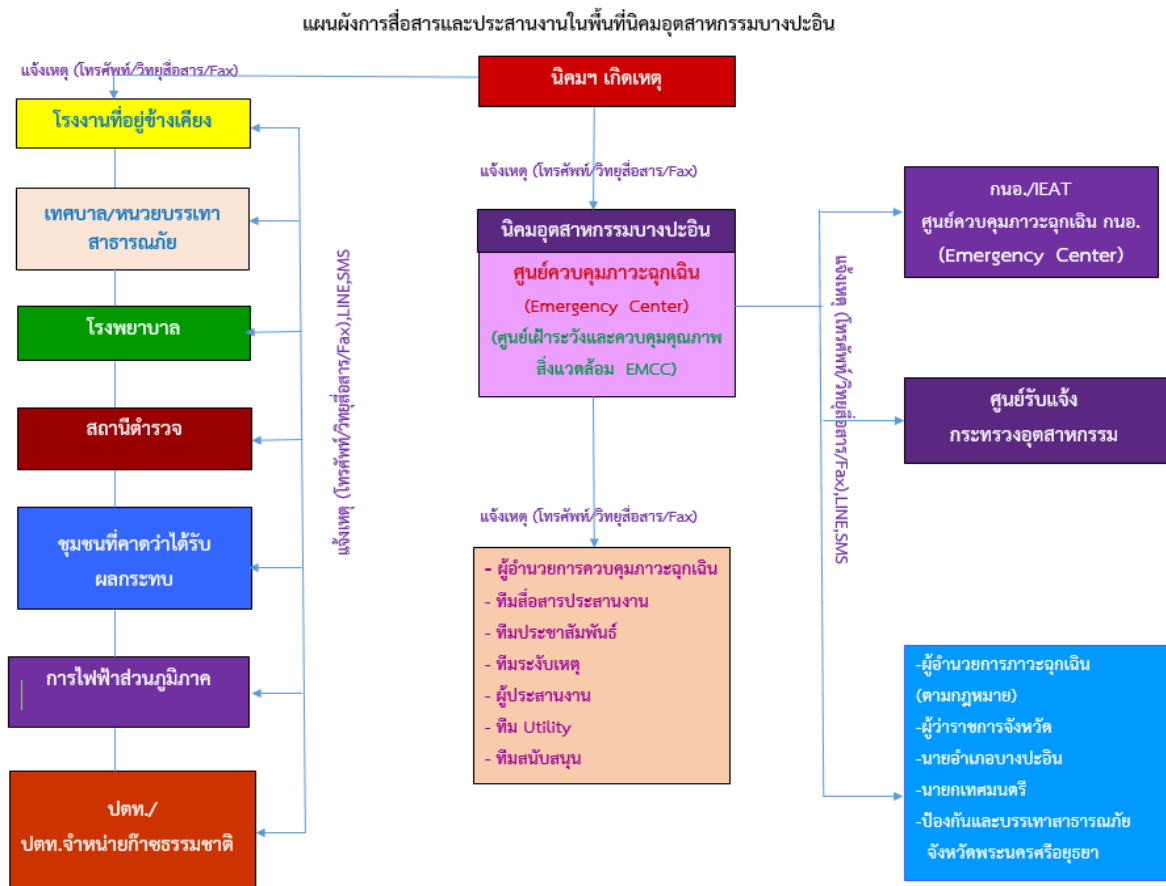 แผนผังการสื่อสารและประสานงานในพื้นที่นิคมอุตสาหกรรมบางปะอิน
แจ้งเหตุ (โทรศัพท์/วิทยุสื่อสาร/Fax)
นิคมฯ เกิดเหตุ
โรงงานที่อยู่ข้างเคียง
เทศบาล/หนวยบรรเทา
สาธารณภัย
โรงพยาบาล
สถานีตำรวจ
ชุมชนที่คาดว่าได้รับ
ผลกระทบ
การไฟฟ้าส่วนภูมิภาค
ปตท./
ปตท.จำหน่ายก๊าซธรรมชาติ
แจ้งเหตุ (โทรศัพท์/วิทยุสื่อสาร/Fax),LINE,SMS
แจ้งเหตุ (โทรศัพท์/วิทยุสื่อสาร/Fax)
นิคมอุตสาหกรรมบางปะอิน
ศูนย์ควบคุมภาวะฉุกเฉิน
(Emergency Center)
(ศูนย์เฝ้าระวังและควบคุมคุณภาพ
สิ่งแวดล้อม EMCC)
แจ้งเหตุ (โทรศัพท์/วิทยุสื่อสาร/Fax)
- ผู้อำนวยการควบคุมภาวะฉุกเฉิน
- ทีมสื่อสารประสานงาน
- ทีมประชาสัมพันธ์
- ทีมระงับเหตุ
- ผู้ประสานงาน
- ทีม Utility
- ทีมสนับสนุน
แจ้งเหตุ (โทรศัพท์/วิทยุสื่อสาร/Fax),LINE,SMS
กนอ./IEAT
ศูนย์ควบคุมภาวะฉุกเฉิน กนอ.
(Emergency Center)
ศูนย์รับแจ้ง
กระทรวงอุตสาหกรรม
-ผู้อำนวยการภาวะฉุกเฉิน
(ตามกฎหมาย)
-ผู้ว่าราชการจังหวัด
-นายอำเภอบางปะอิน
-นายกเทศมนตรี
-ป้องกันและบรรเทาสาธารณภัย
จังหวัดพระนครศรีอยุธยา